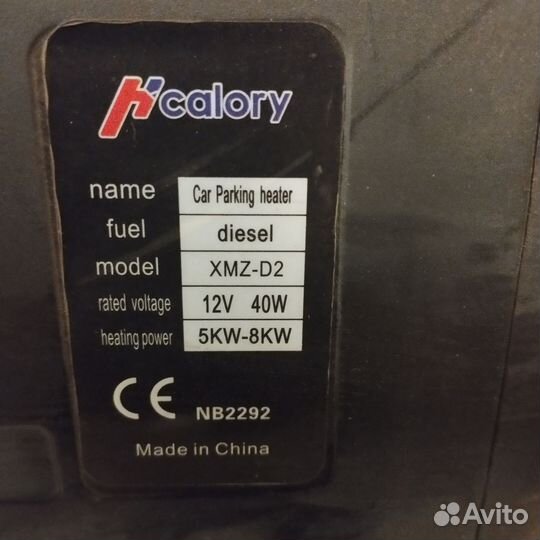 Hcalory
name Car Parking heater
fuel diesel
model XMZ-D2
rated voltage 12V 40W
heating power 5KW-8KW
CE NB2292
Made in China
Avito